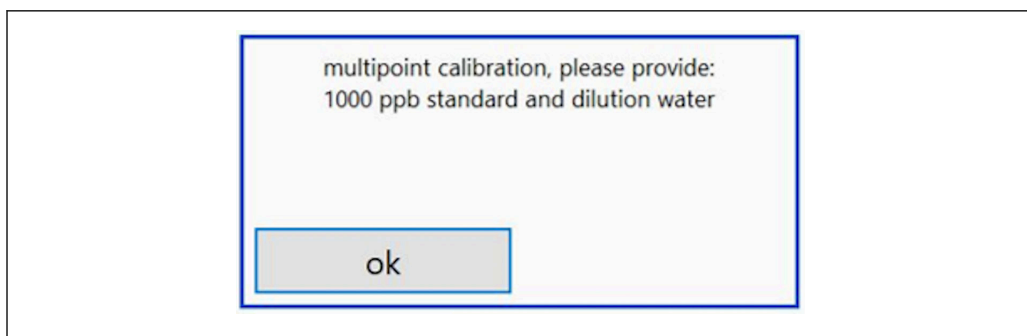 multipoint calibration, please provide:
1000 ppb standard and dilution water
ok